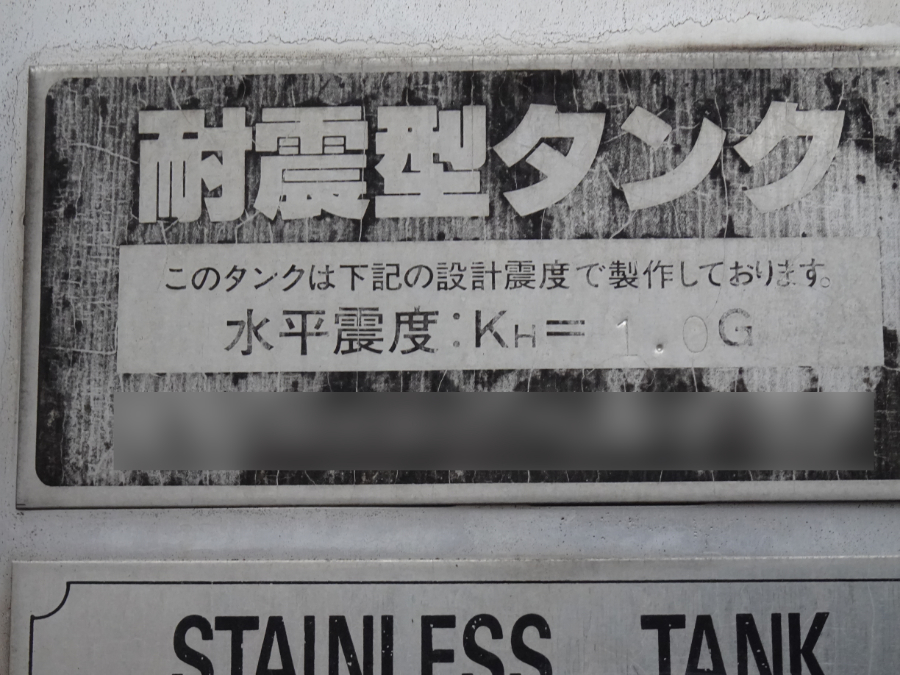 耐震型タンク
このタンクは下記の設計震度で製作しております。
水平震度:KH= 1.0G
STAINLESS TANK